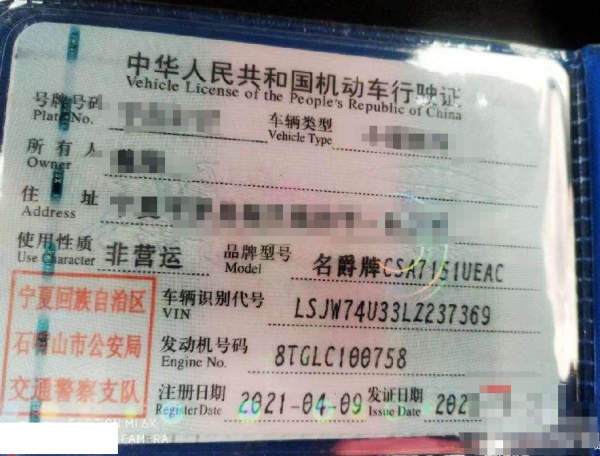 中华人民共和国机动车行驶证
Vehicle License of the People's Republic of China
号牌号码
Plate No.
车辆类型
Vehicle Type
所有人
Owner
住址
Address
使用性质
Use Character
非营运
品牌型号
Model
名爵牌CSA7151UEAC
宁夏回族自治区
石嘴山市公安局
交通警察支队
车辆识别代号
VIN
LSJW74U33LZ237369
发动机号码
Engine No.
8TGLC100758
注册日期
Register Date
2021-04-09
发证日期
Issue Date
202
ON MI 6X
CAMERA